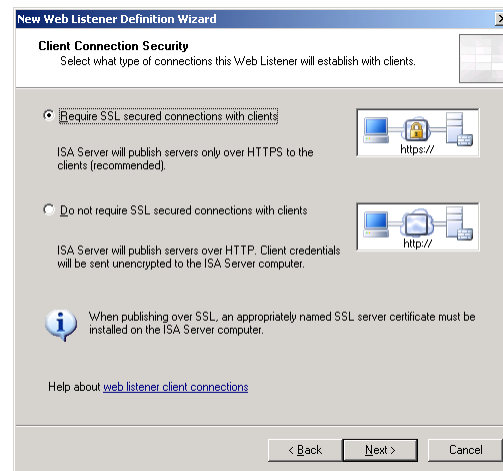 New Web Listener Definition Wizard
Client Connection Security
Select what type of connections this Web Listener will establish with clients.
Require SSL secured connections with clients
https://
ISA Server will publish servers only over HTTPS to the
clients (recommended).
Do not require SSL secured connections with clients
http://
ISA Server will publish servers over HTTP. Client credentials
will be sent unencrypted to the ISA Server computer.
When publishing over SSL, an appropriately named SSL server certificate must be
installed on the ISA Server computer.
Help about web listener client connections
< Back
Next >
Cancel